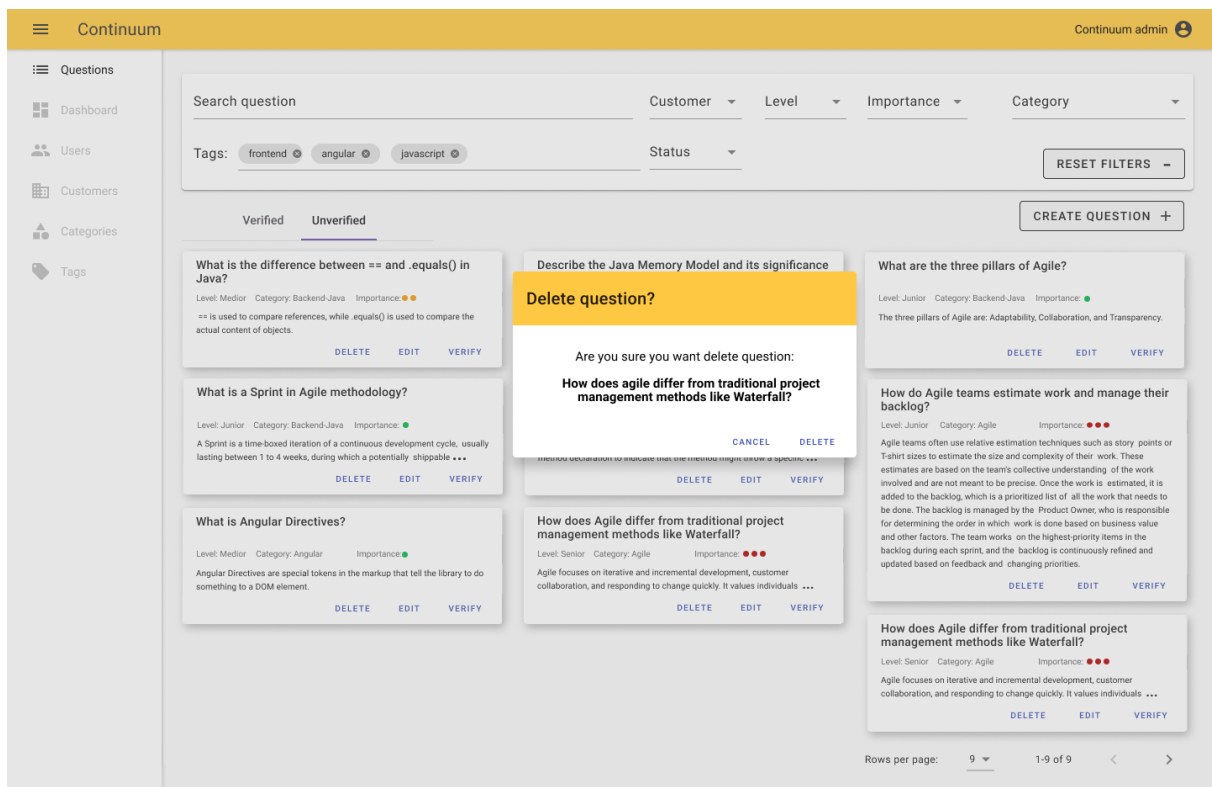 Continuum
Continuum admin
Questions
Dashboard
Users
Customers
Categories
Tags
Search question
Customer
Level
Importance
Category
Tags:
frontend
angular
javascript
Status
RESET FILTERS
Verified
Unverified
CREATE QUESTION
What is the difference between == and .equals() in
Java?
Level: Medior Category: Backend-Java Importance:
== is used to compare references, while .equals() is used to compare the
actual content of objects.
DELETE EDIT VERIFY
What is a Sprint in Agile methodology?
Level: Junior Category: Backend-Java Importance:
A Sprint is a time-boxed iteration of a continuous development cycle, usually
lasting between 1 to 4 weeks, during which a potentially shippable ...
DELETE EDIT VERIFY
What is Angular Directives?
Level: Medior Category: Angular Importance:
Angular Directives are special tokens in the markup that tell the library to do
something to a DOM element.
DELETE EDIT VERIFY
Describe the Java Memory Model and its significance
Delete question?
Are you sure you want delete question:
How does agile differ from traditional project
management methods like Waterfall?
CANCEL DELETE
method declaration to indicate that the method might throw a specific ...
DELETE EDIT VERIFY
How does Agile differ from traditional project
management methods like Waterfall?
Level: Senior Category: Agile Importance:
Agile focuses on iterative and incremental development, customer
collaboration, and responding to change quickly. It values individuals ...
DELETE EDIT VERIFY
What are the three pillars of Agile?
Level: Junior Category: Backend-Java Importance:
The three pillars of Agile are: Adaptability, Collaboration, and Transparency.
DELETE EDIT VERIFY
How do Agile teams estimate work and manage their
backlog?
Level: Junior Category: Agile Importance:
Agile teams often use relative estimation techniques such as story points or
T-shirt sizes to estimate the size and complexity of their work. These
estimates are based on the team's collective understanding of the work
involved and are not meant to be precise. Once the work is estimated, it is
added to the backlog, which is a prioritized list of all the work that needs to
be done. The backlog is managed by the Product Owner, who is responsible
for determining the order in which work is done based on business value
and other factors. The team works on the highest-priority items in the
backlog during each sprint, and the backlog is continuously refined and
updated based on feedback and changing priorities.
DELETE EDIT VERIFY
How does Agile differ from traditional project
management methods like Waterfall?
Level: Senior Category: Agile Importance:
Agile focuses on iterative and incremental development, customer
collaboration, and responding to change quickly. It values individuals ...
DELETE EDIT VERIFY
Rows per page: 9 1-9 of 9